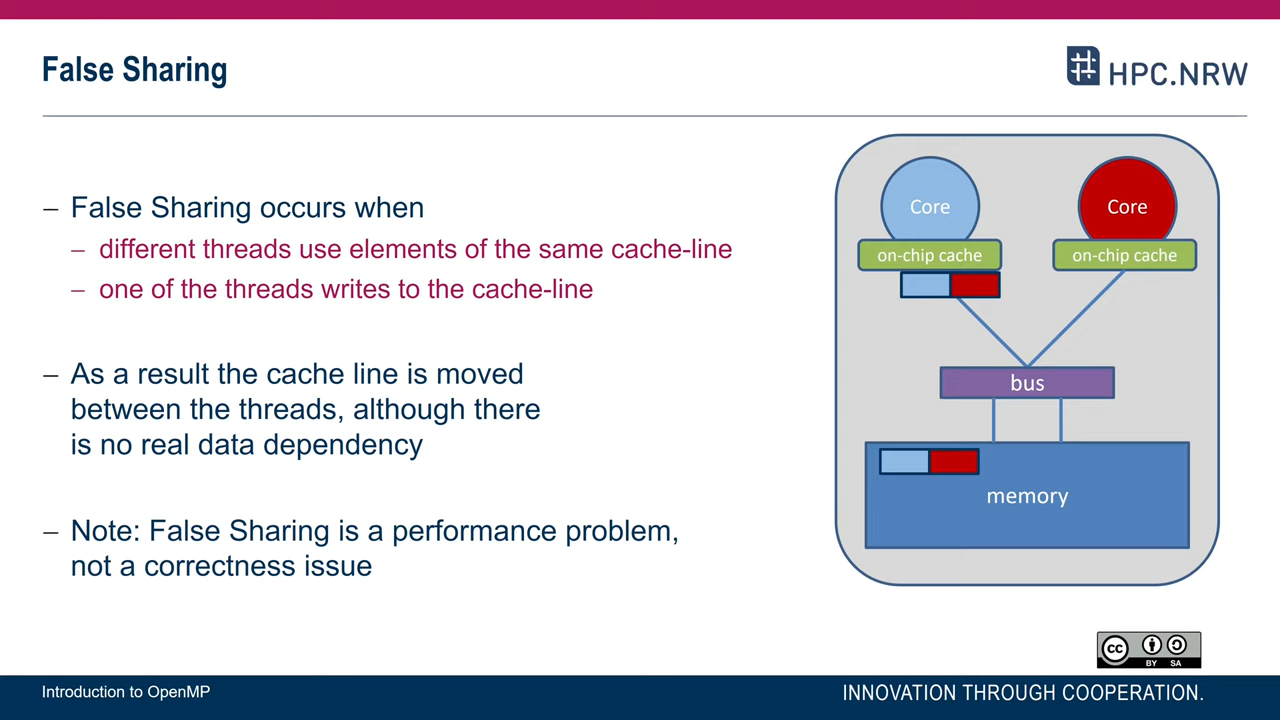 False Sharing
HPC.NRW
– False Sharing occurs when
– different threads use elements of the same cache-line
– one of the threads writes to the cache-line
– As a result the cache line is moved
between the threads, although there
is no real data dependency
– Note: False Sharing is a performance problem,
not a correctness issue
Core
Core
on-chip cache
on-chip cache
bus
memory
cc
BY SA
Introduction to OpenMP
INNOVATION THROUGH COOPERATION.